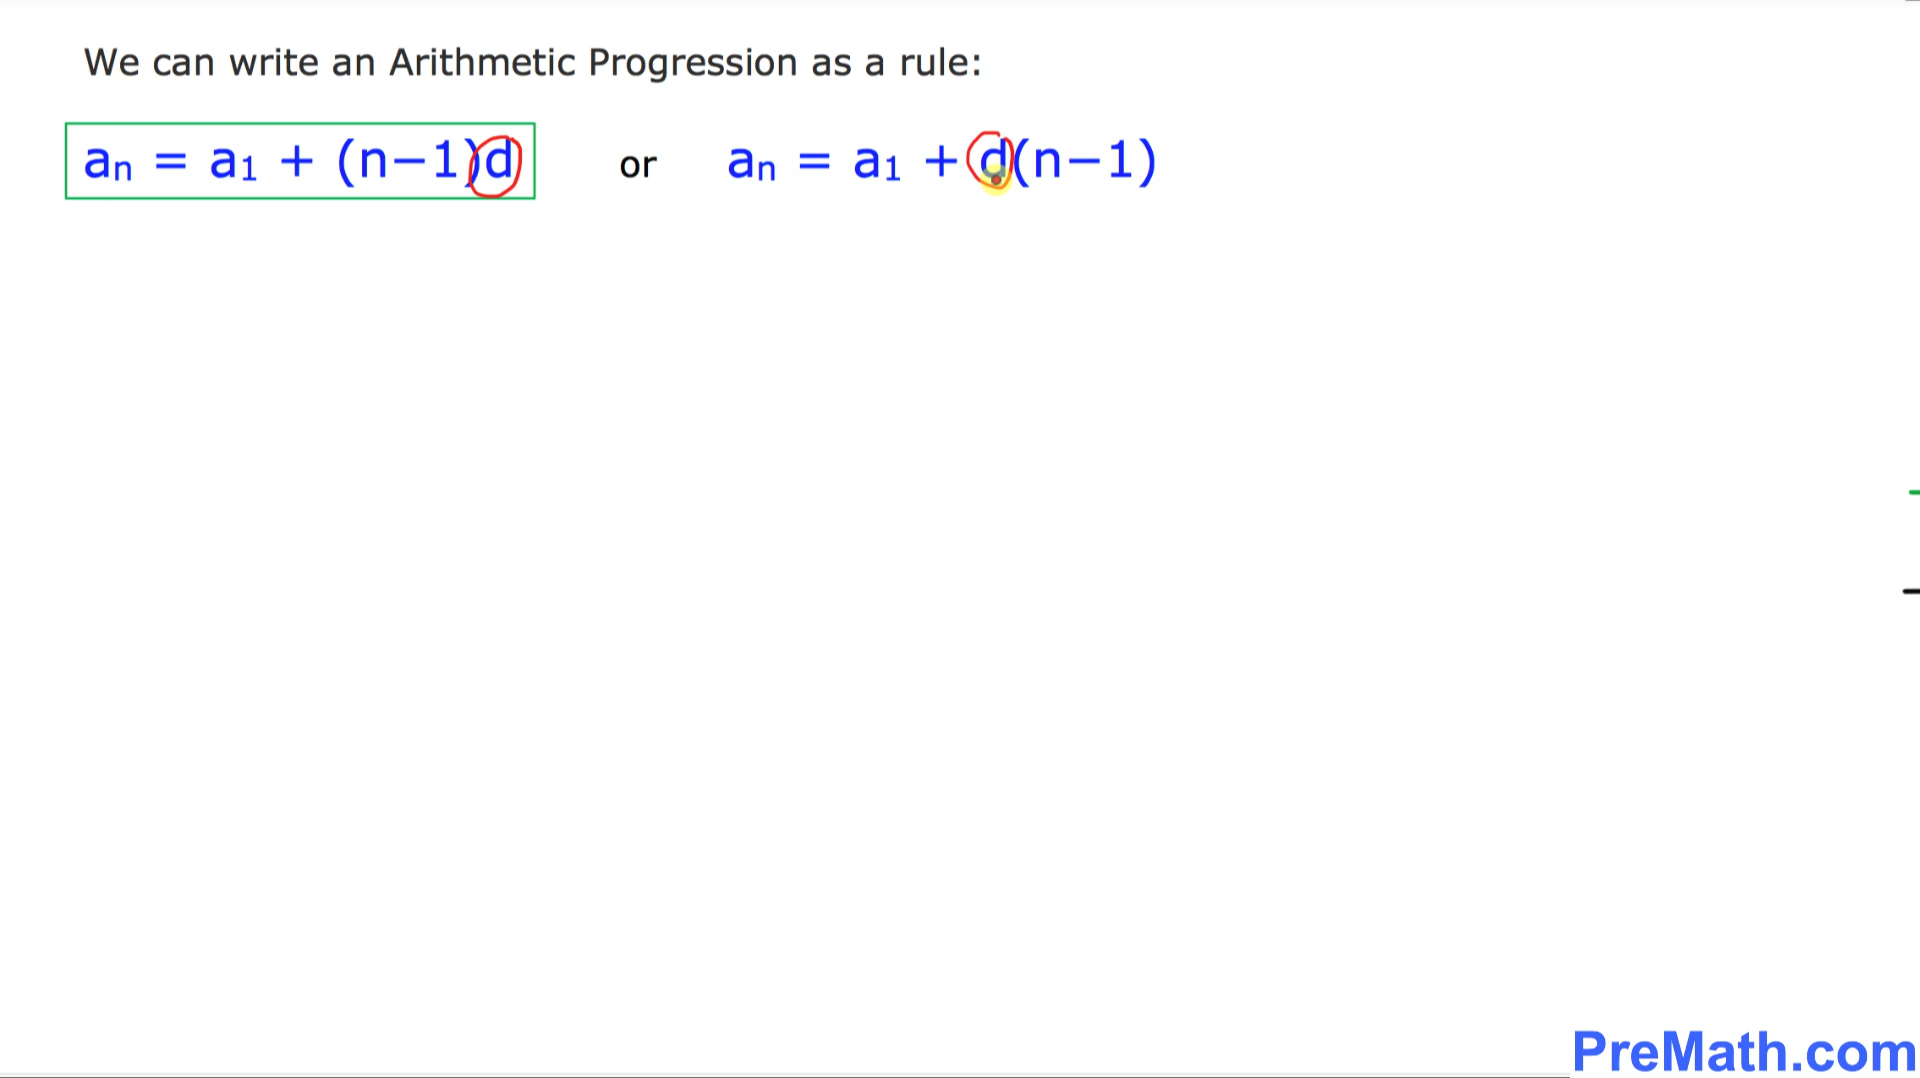 We can write an Arithmetic Progression as a rule:
an = a1 + (n−1)d or an = a1 + d(n−1)
PreMath.com